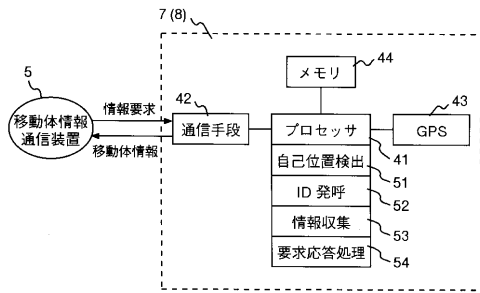 7 (8)
5
移動体情報
通信装置
情報要求
移動体情報
42
通信手段
メモリ
44
プロセッサ
41
自己位置検出
51
ID 発呼
52
情報収集
53
要求応答処理
54
43
GPS